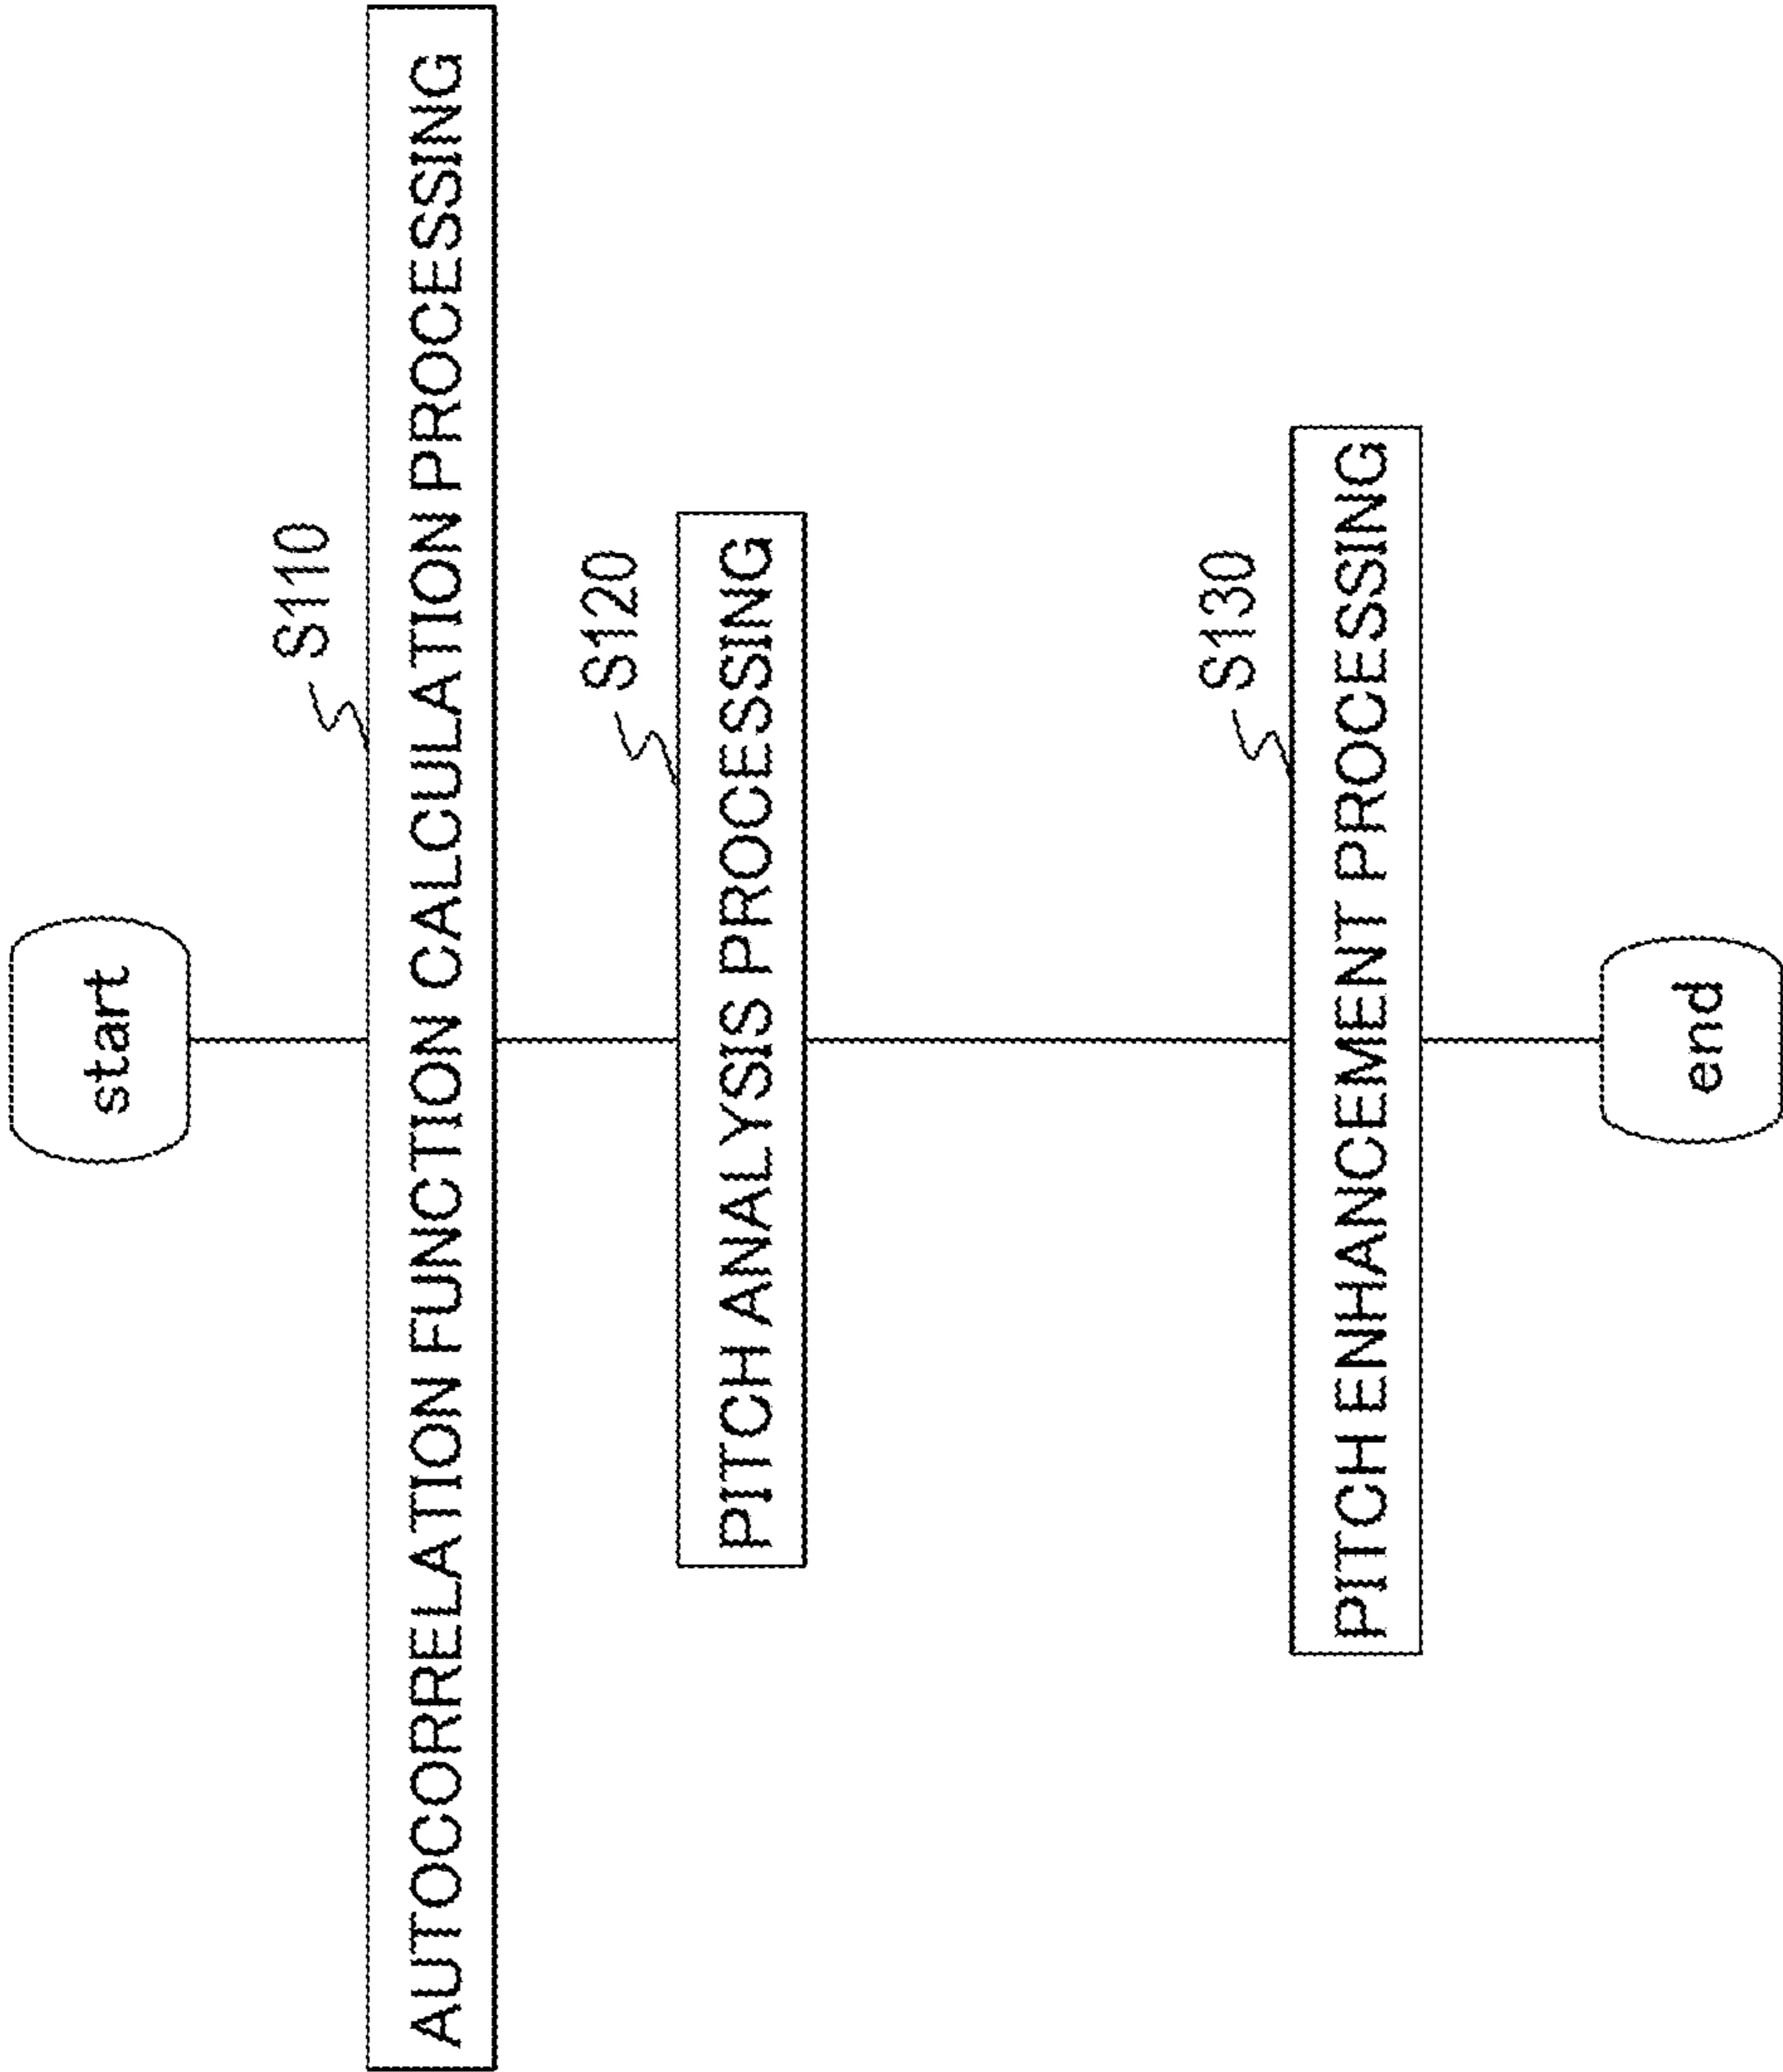 start
S110
AUTOCORRELATION FUNCTION CALCULATION PROCESSING
S120
PITCH ANALYSIS PROCESSING
S130
PITCH ENHANCEMENT PROCESSING
end